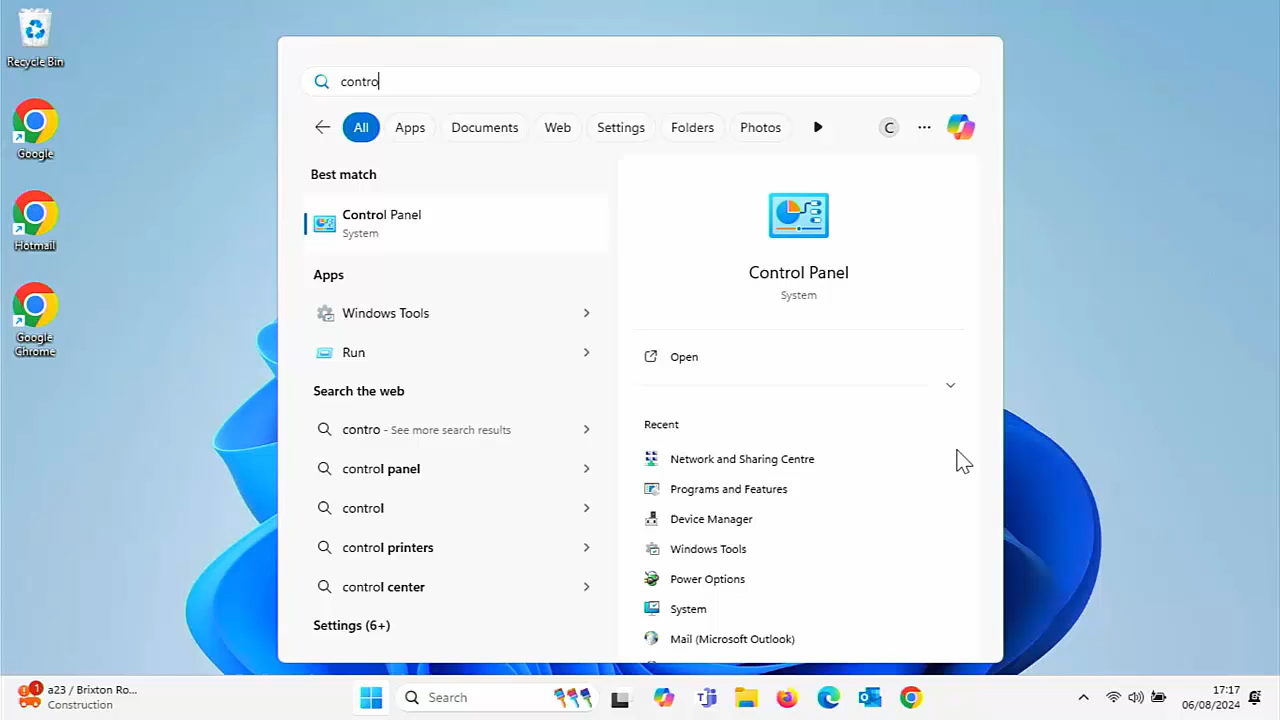 Recycle Bin
Google
Hotmail
Google
Chrome
contro
All
Apps
Documents
Web
Settings
Folders
Photos
C
Best match
Control Panel
System
Apps
Windows Tools
Run
Search the web
contro - See more search results
control panel
control
control printers
control center
Settings (6+)
Control Panel
System
Open
Recent
Network and Sharing Centre
Programs and Features
Device Manager
Windows Tools
Power Options
System
Mail (Microsoft Outlook)
1
a23 / Brixton Ro...
Construction
Search
17:17
06/08/2024